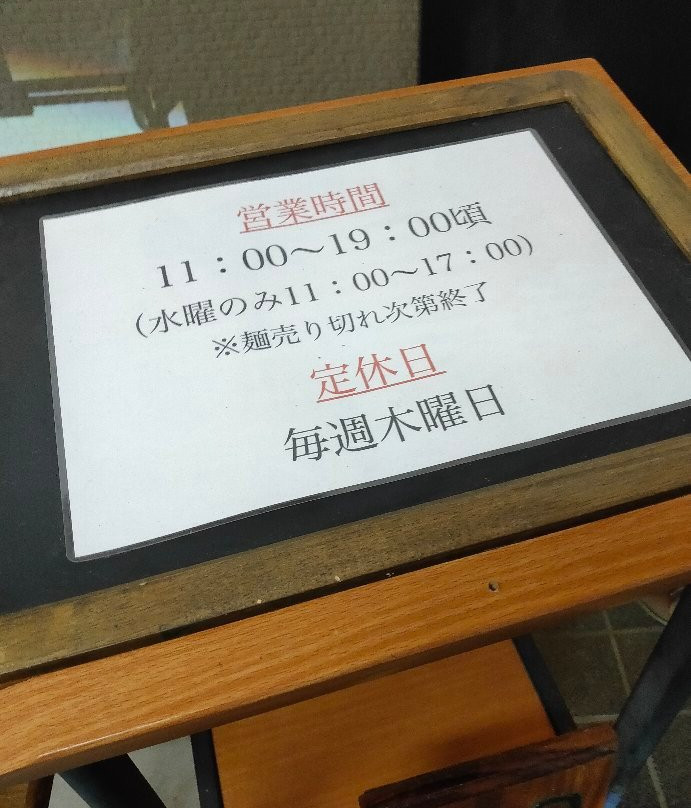 営業時間
11：00〜19：00頃
(水曜のみ11：00〜17：00)
※麺売り切れ次第終了
定休日
毎週木曜日